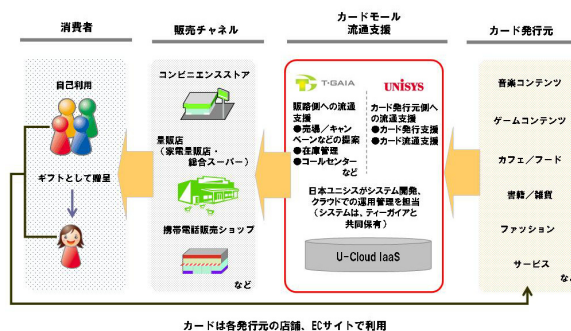 消費者
販売チャネル
カードモール
流通支援
カード発行元
自己利用
ギフトとして贈呈
コンビニエンスストア
量販店
(家電量販店・
総合スーパー)
携帯電話販売ショップ
など
T-GAIA
販路側への流通
支援
●売場/キャン
ペーンなどの提案
●在庫管理
●コールセンター
など
UNISYS
カード発行元側へ
の流通支援
●カード発行支援
●カード流通支援
日本ユニシスがシステム開発、
クラウドでの運用管理を担当
(システムは、ティーガイアと
共同保有)
U-Cloud IaaS
音楽コンテンツ
ゲームコンテンツ
カフェ/フード
書籍/雑貨
ファッション
サービス
など
カードは各発行元の店舗、ECサイトで利用